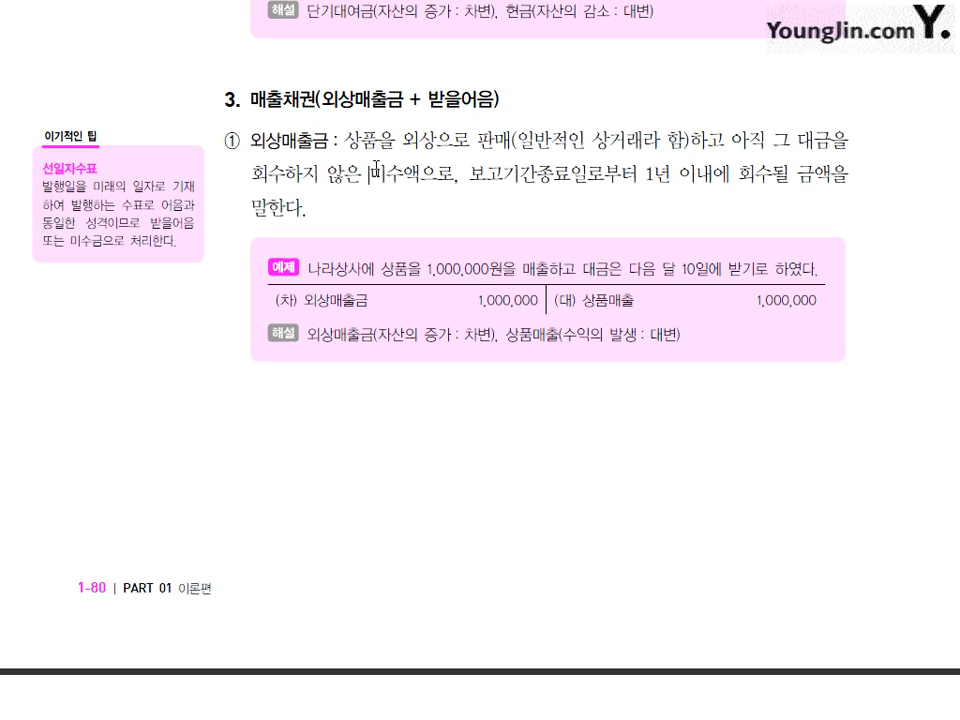 해설 단기대여금(자산의 증가 : 차변), 현금(자산의 감소 : 대변)
YoungJin.com Y.
3. 매출채권(외상매출금 + 받을어음)
① 외상매출금 : 상품을 외상으로 판매(일반적인 상거래라 함)하고 아직 그 대금을
회수하지 않은 미수액으로, 보고기간종료일로부터 1년 이내에 회수될 금액을
말한다.
이기적인 팁
선일자수표
발행일을 미래의 일자로 기재
하여 발행하는 수표로 어음과
동일한 성격이므로 받을어음
또는 미수금으로 처리한다.
예제 나라상사에 상품을 1,000,000원을 매출하고 대금은 다음 달 10일에 받기로 하였다.
(차) 외상매출금 1,000,000 (대) 상품매출 1,000,000
해설 외상매출금(자산의 증가 : 차변), 상품매출(수익의 발생 : 대변)
1-80 | PART 01 이론편